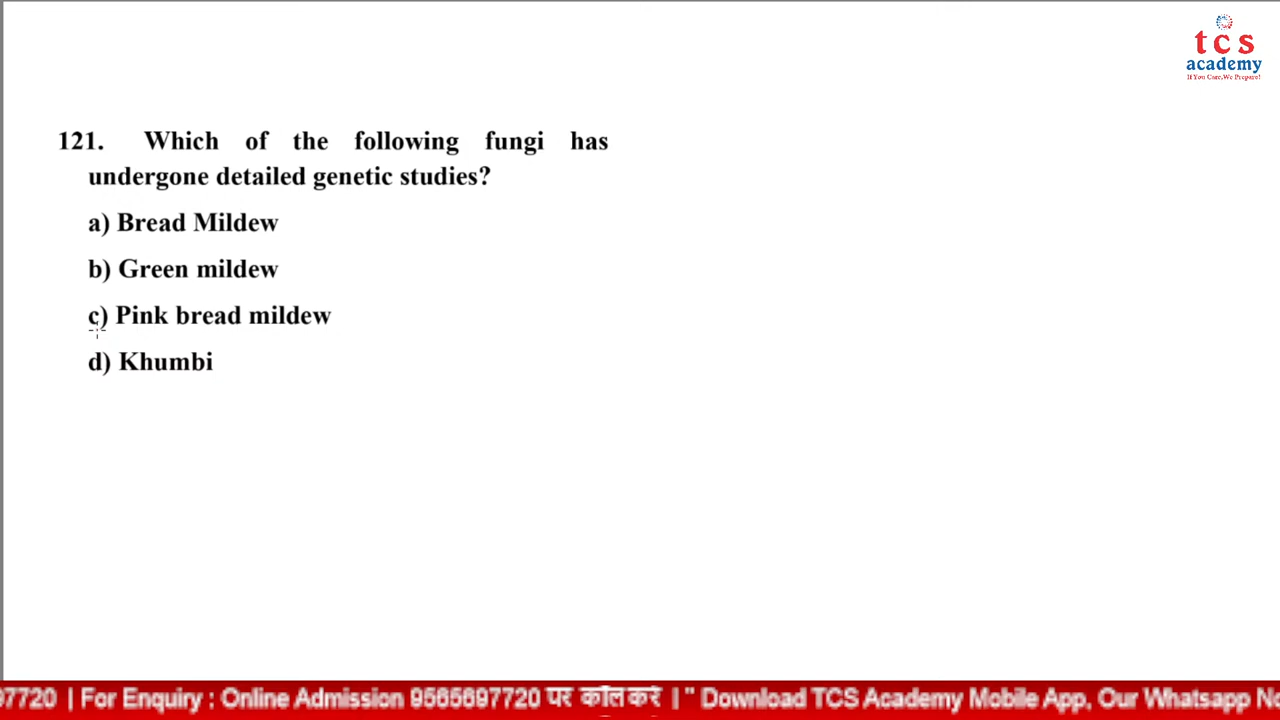 tcs
academy
If You Care,We Prepare!
121. Which of the following fungi has
undergone detailed genetic studies?
a) Bread Mildew
b) Green mildew
c) Pink bread mildew
d) Khumbi
97720 | For Enquiry : Online Admission 9565697720 पर कॉल करें | " Download TCS Academy Mobile App, Our Whatsapp No